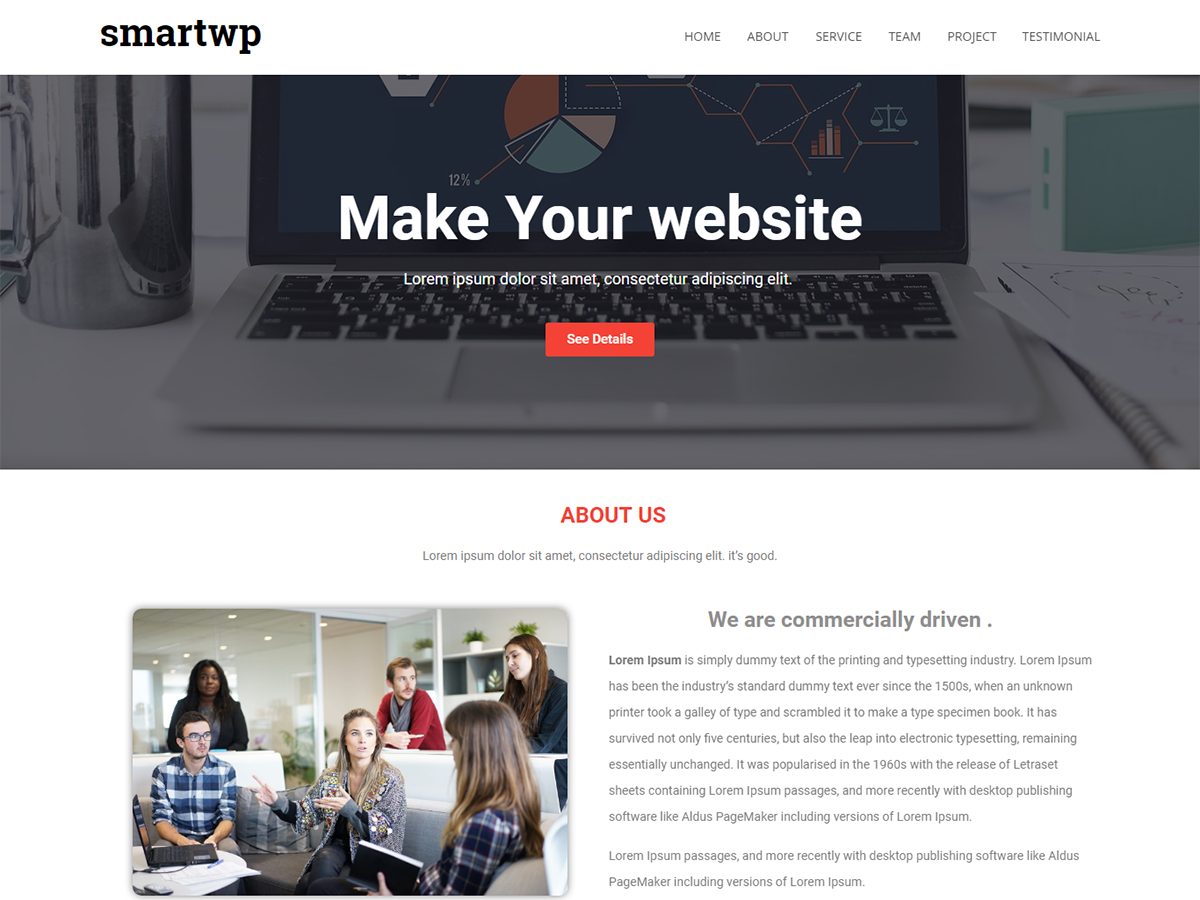 smartwp
HOME ABOUT SERVICE TEAM PROJECT TESTIMONIAL
12%
Make Your website
Lorem ipsum dolor sit amet, consectetur adipiscing elit.
See Details
ABOUT US
Lorem ipsum dolor sit amet, consectetur adipiscing elit. it’s good.
We are commercially driven .
Lorem Ipsum is simply dummy text of the printing and typesetting industry. Lorem Ipsum
has been the industry’s standard dummy text ever since the 1500s, when an unknown
printer took a galley of type and scrambled it to make a type specimen book. It has
survived not only five centuries, but also the leap into electronic typesetting, remaining
essentially unchanged. It was popularised in the 1960s with the release of Letraset
sheets containing Lorem Ipsum passages, and more recently with desktop publishing
software like Aldus PageMaker including versions of Lorem Ipsum.
Lorem Ipsum passages, and more recently with desktop publishing software like Aldus
PageMaker including versions of Lorem Ipsum.